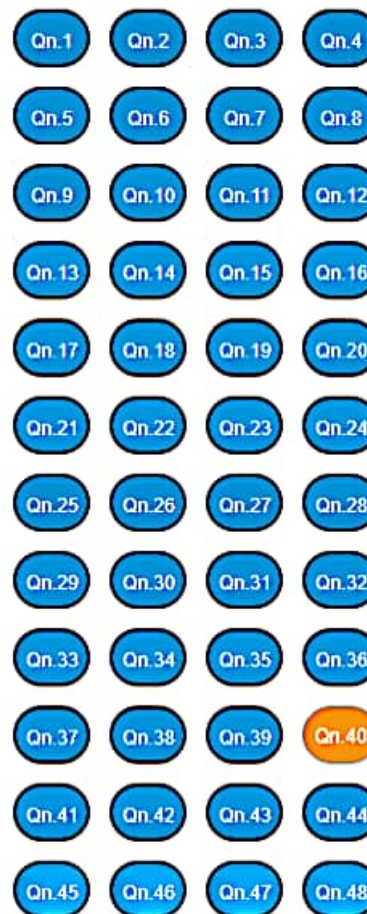 Qn.1 Qn.2 Qn.3 Qn.4
Qn.5 Qn.6 Qn.7 Qn.8
Qn.9 Qn.10 Qn.11 Qn.12
Qn.13 Qn.14 Qn.15 Qn.16
Qn.17 Qn.18 Qn.19 Qn.20
Qn.21 Qn.22 Qn.23 Qn.24
Qn.25 Qn.26 Qn.27 Qn.28
Qn.29 Qn.30 Qn.31 Qn.32
Qn.33 Qn.34 Qn.35 Qn.36
Qn.37 Qn.38 Qn.39 Qn.40
Qn.41 Qn.42 Qn.43 Qn.44
Qn.45 Qn.46 Qn.47 Qn.48